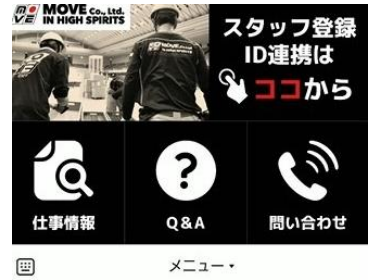 MOVE Co., Ltd.
IN HIGH SPIRITS
スタッフ登録
ID連携は
ココから
仕事情報
Q&A
問い合わせ
メニュー